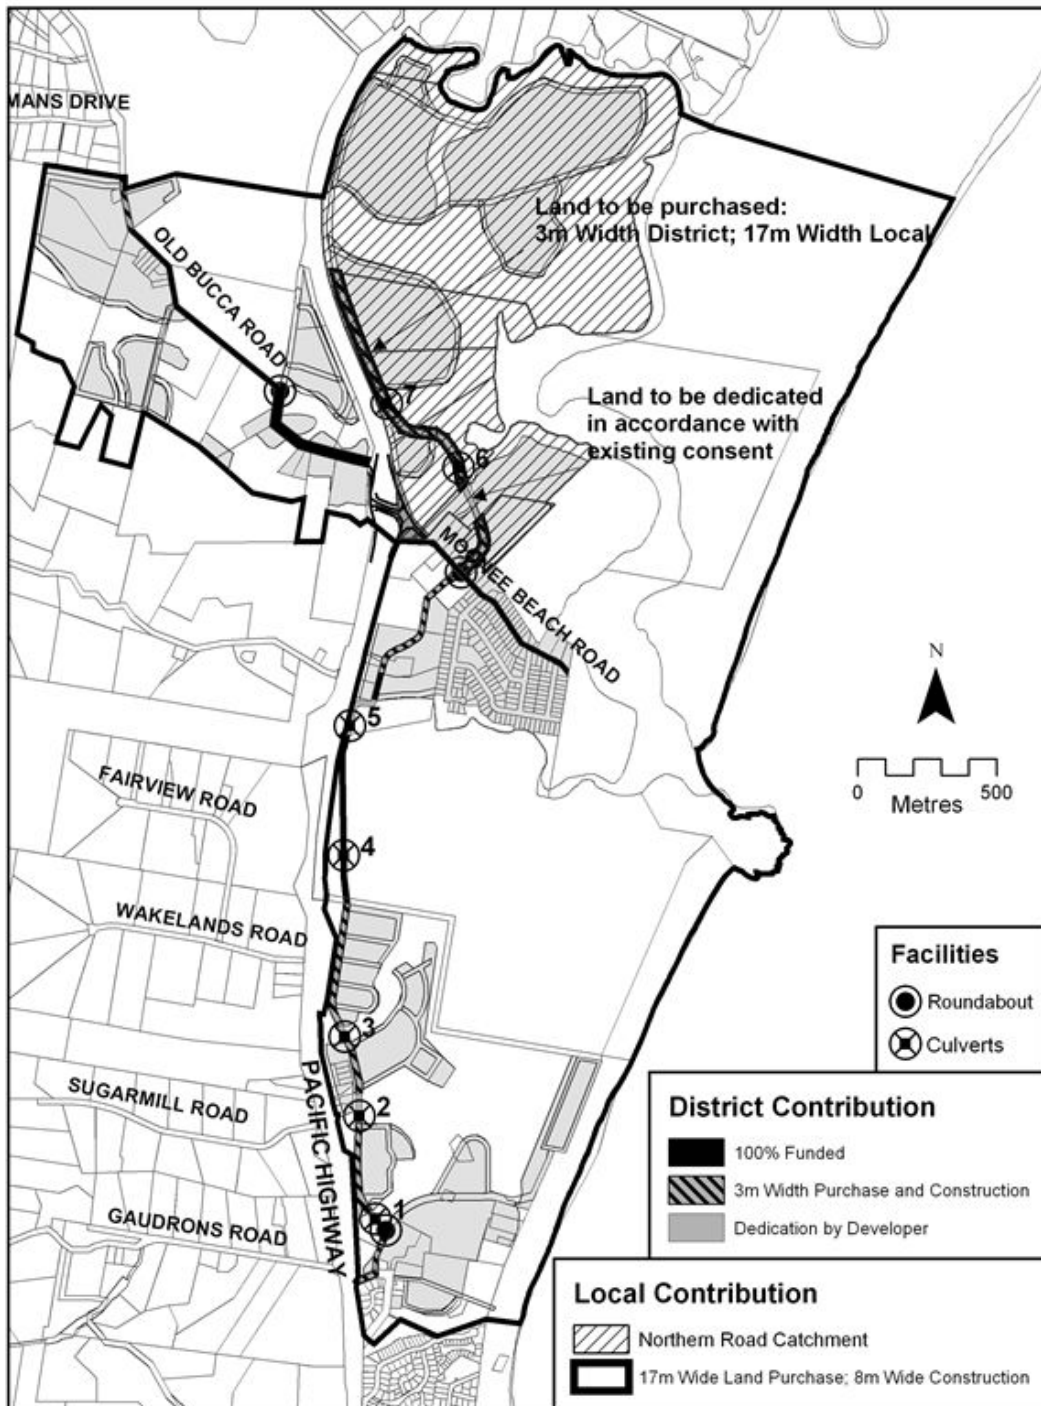 MANS DRIVE
Land to be purchased:
3m Width District; 17m Width Local
OLD BUCCA ROAD
Land to be dedicated
in accordance with
existing consent
7
6
MOONEE BEACH ROAD
N
5
0 500
Metres
FAIRVIEW ROAD
4
WAKELANDS ROAD
3
PACIFIC HIGHWAY
SUGARMILL ROAD
2
GAUDRONS ROAD
1
Facilities
Roundabout
Culverts
District Contribution
100% Funded
3m Width Purchase and Construction
Dedication by Developer
Local Contribution
Northern Road Catchment
17m Wide Land Purchase; 8m Wide Construction